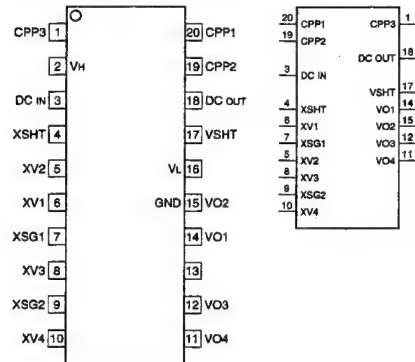 CPP3 1 20 CPP1
2 VH 19 CPP2
DC IN 3 18 DC OUT
XSHT 4 17 VSHT
XV2 5 VL 16
XV1 6 GND 15 VO2
XSG1 7 14 VO1
XV3 8 13
XSG2 9 12 VO3
XV4 10 11 VO4
20 CPP1 CPP3 1
19 CPP2
DC OUT 18
3 DC IN
VSHT 17
4 XSHT VO1 14
6 XV1 VO2 15
7 XSG1 VO3 12
5 XV2 VO4 11
8 XV3
9 XSG2
10 XV4